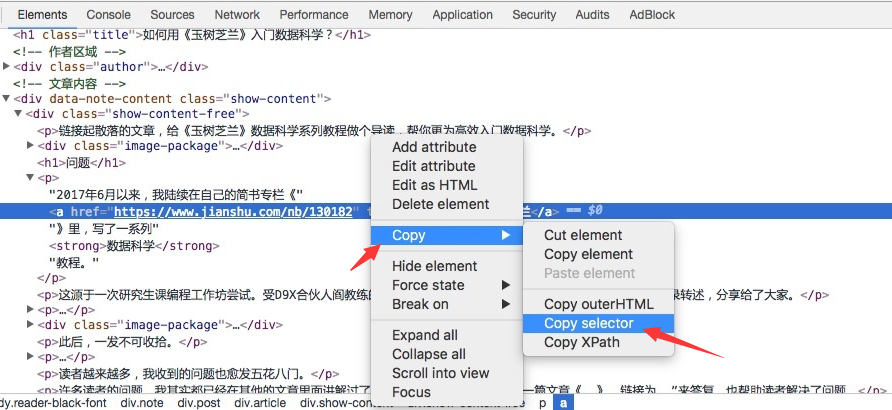 Elements Console Sources Network Performance Memory Application Security Audits AdBlock
<h1 class="title">如何用《玉树芝兰》入门数据科学？</h1>
<!-- 作者区域 -->
<div class="author">…</div>
<!-- 文章内容 -->
<div data-note-content class="show-content">
<div class="show-content-free">
<p>链接起散落的文章，给《玉树芝兰》数据科学系列教程做个导读，帮你更为高效入门数据科学。</p>
<div class="image-package">…</div>
<h1>问题</h1>
<p>
"2017年6月以来，我陆续在自己的简书专栏《"
<a href="https://www.jianshu.com/nb/130182" 兰</a> == $0
"》里，写了一系列"
<strong>数据科学</strong>
"教程。"
</p>
<p>这源于一次研究生课编程工作坊尝试。受D9X合伙人阎教练的 录转述，分享给了大家。</p>
<p>…</p>
<div class="image-package">…</div>
<p>此后，一发不可收拾。</p>
<p>…</p>
<p>读者越来越多，我收到的问题也愈发五花八门。</p>
<p>许多读者的问题，我其实都已经在其他的文章里面讲解过了 一篇文章《 》，链接为 "来答复，也帮助读者解决了问题。</p>
Add attribute
Edit attribute
Edit as HTML
Delete element
Copy
Hide element
Force state
Break on
Expand all
Collapse all
Scroll into view
Focus
Cut element
Copy element
Paste element
Copy outerHTML
Copy selector
Copy XPath
dy.reader-black-font div.note div.post div.article div.show-content div.show-content-free p a